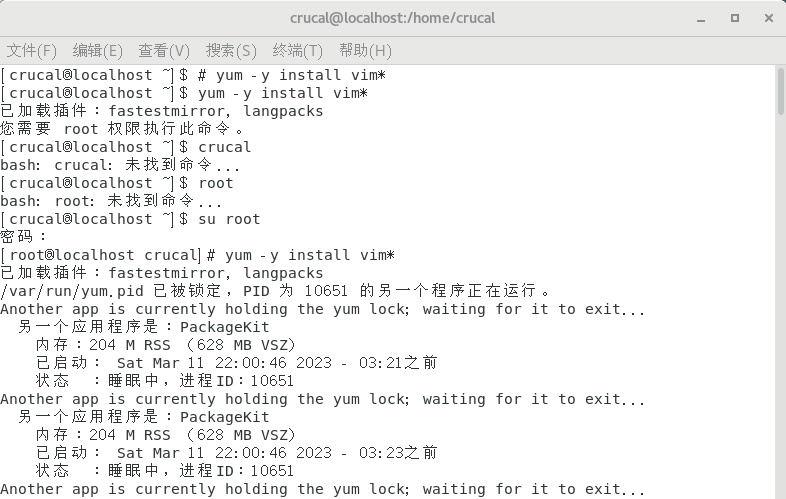 crucal@localhost:/home/crucal
文件(F) 编辑(E) 查看(V) 搜索(S) 终端(T) 帮助(H)
[crucal@localhost ~]$ # yum -y install vim*
[crucal@localhost ~]$ yum -y install vim*
已加载插件：fastestmirror, langpacks
您需要 root 权限执行此命令。
[crucal@localhost ~]$ crucal
bash: crucal: 未找到命令...
[crucal@localhost ~]$ root
bash: root: 未找到命令...
[crucal@localhost ~]$ su root
密码：
[root@localhost crucal]# yum -y install vim*
已加载插件：fastestmirror, langpacks
/var/run/yum.pid 已被锁定，PID 为 10651 的另一个程序正在运行。
Another app is currently holding the yum lock; waiting for it to exit...
另一个应用程序是：PackageKit
内存：204 M RSS （628 MB VSZ）
已启动： Sat Mar 11 22:00:46 2023 - 03:21之前
状态 ：睡眠中，进程ID：10651
Another app is currently holding the yum lock; waiting for it to exit...
另一个应用程序是：PackageKit
内存：204 M RSS （628 MB VSZ）
已启动： Sat Mar 11 22:00:46 2023 - 03:23之前
状态 ：睡眠中，进程ID：10651
Another app is currently holding the yum lock; waiting for it to exit...